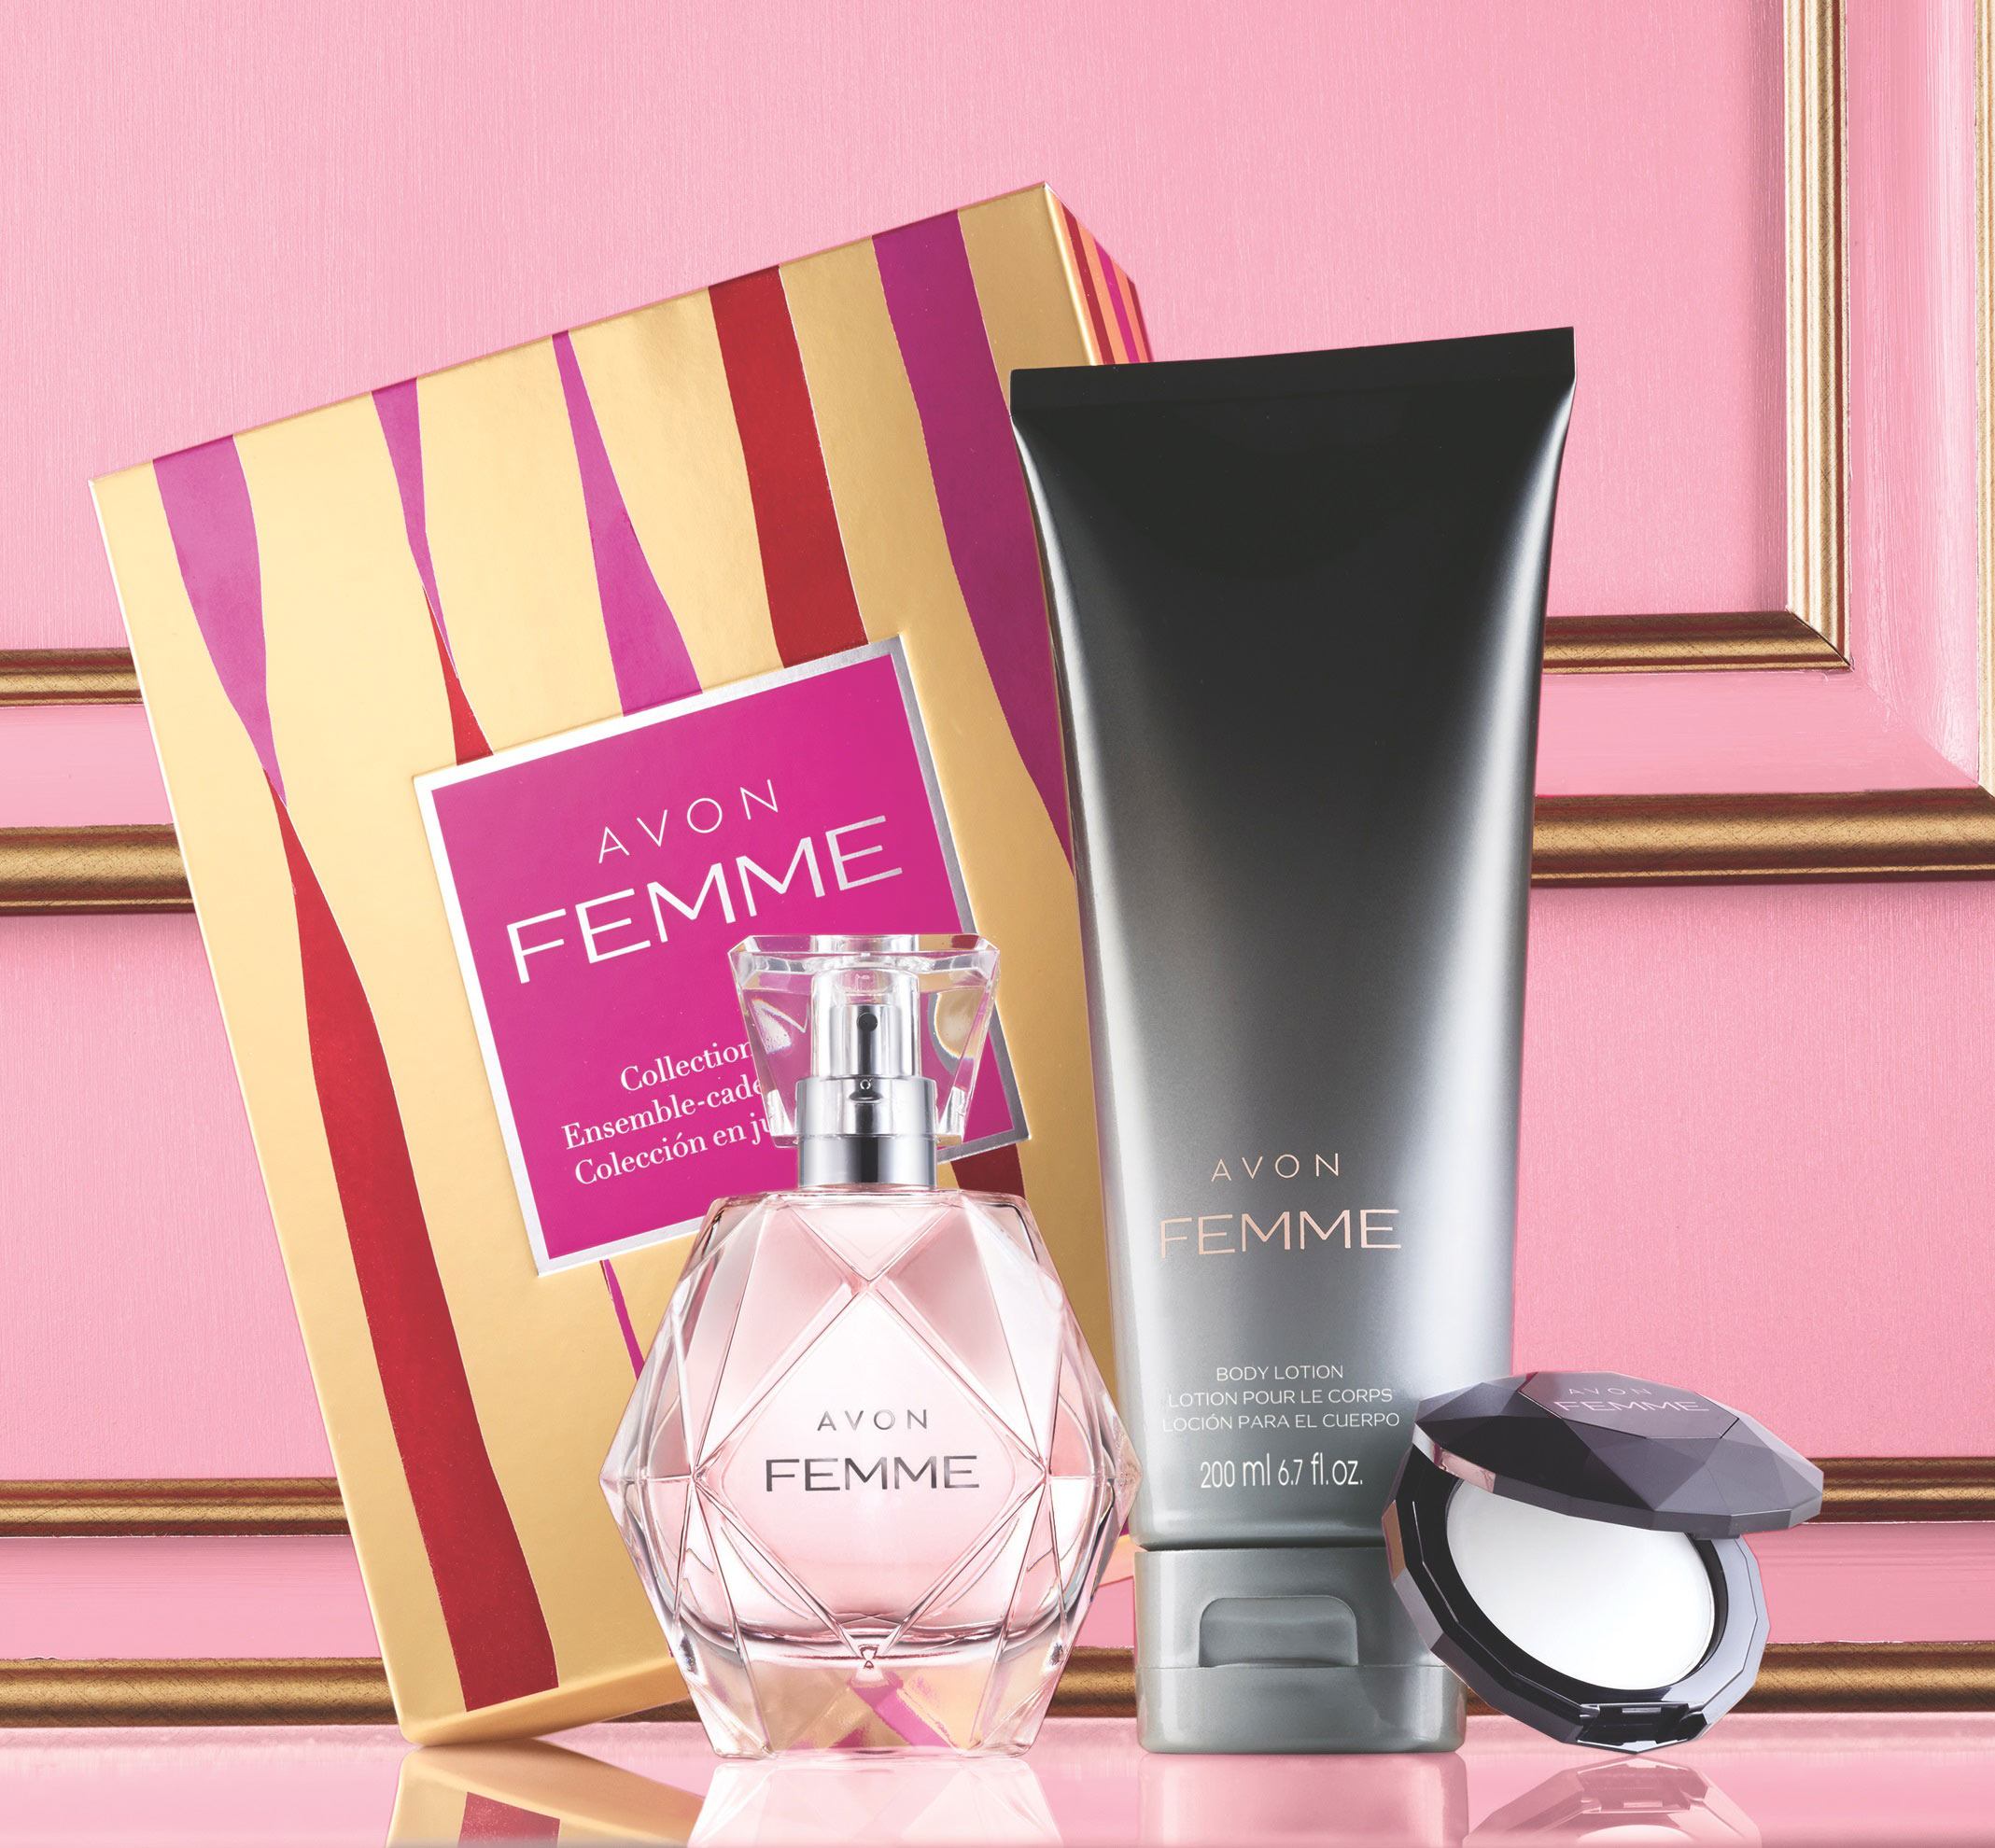 AVON
FEMME
Collection
Ensemble-cade
Colección en
AVON
FEMME
AVON
FEMME
BODY LOTION
LOTION POUR LE CORPS
LOCIÓN PARA EL CUERPO
200 ml 6.7 fl.oz.
AVON
FEMME